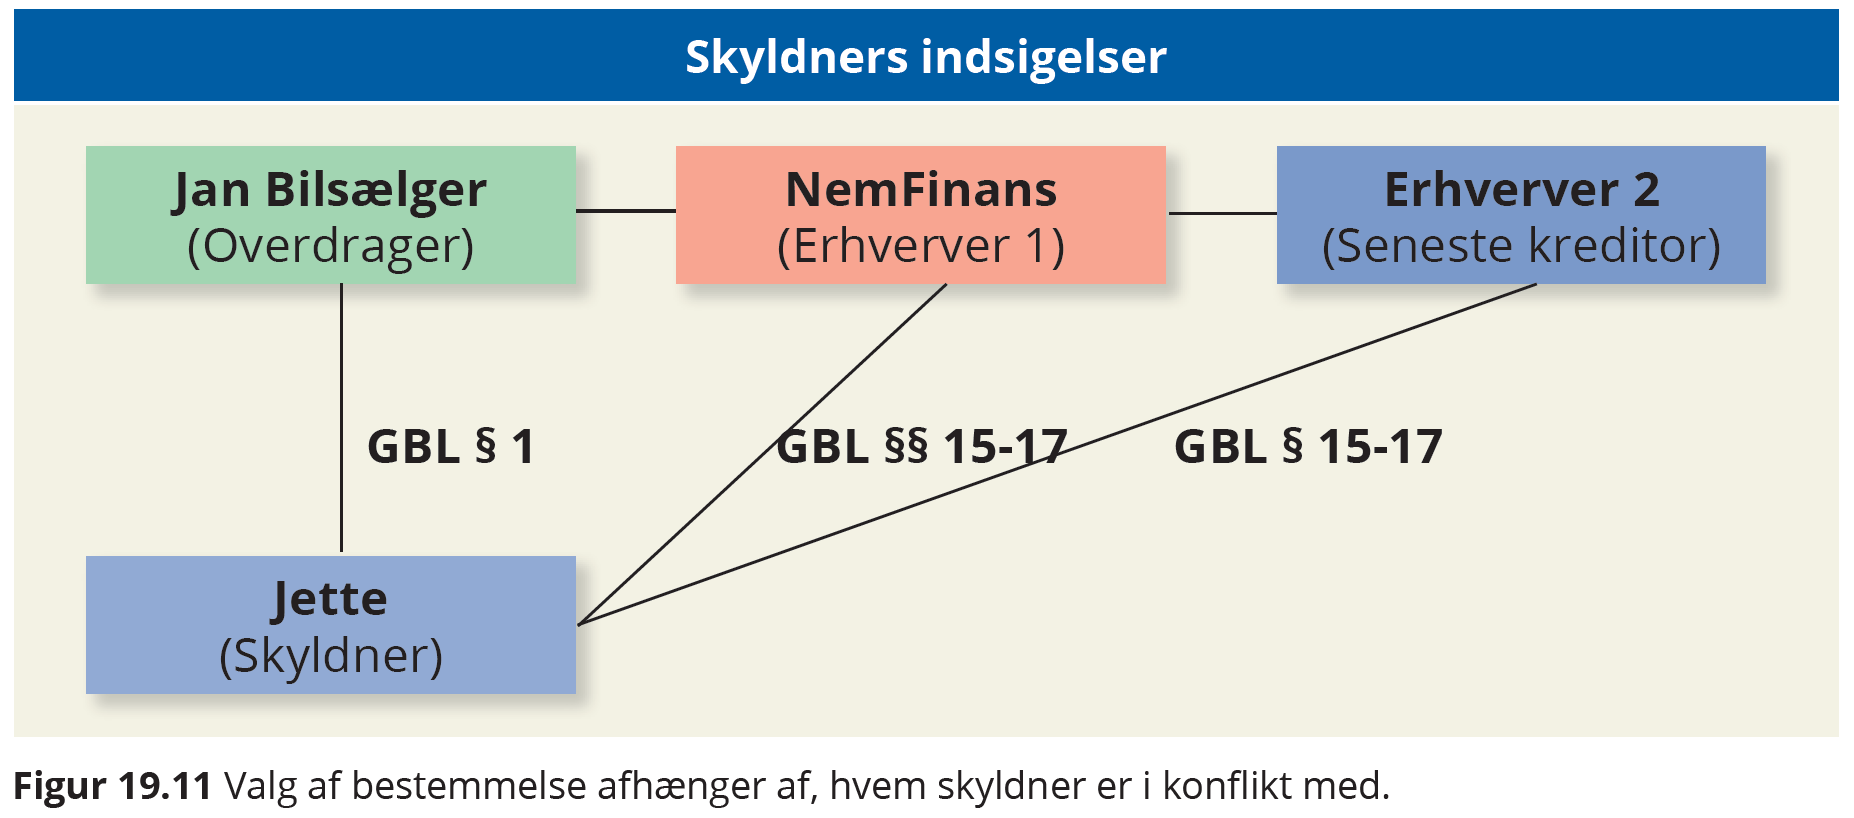 Skyldners indsigelser
Jan Bilsælger
(Overdrager)
NemFinans
(Erhverver 1)
Erhverver 2
(Seneste kreditor)
GBL § 1
GBL §§ 15-17
GBL § 15-17
Jette
(Skyldner)
Figur 19.11 Valg af bestemmelse afhænger af, hvem skyldner er i konflikt med.